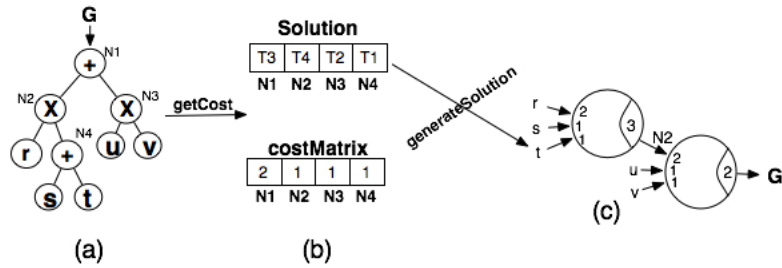 G
N1
+
N2
X
X
N3
N4
r
+
u
v
s
t
(a)
getCost
Solution
T3 T4 T2 T1
N1 N2 N3 N4
costMatrix
2 1 1 1
N1 N2 N3 N4
(b)
generateSolution
r
s
t
2
1
1
3
N2
u
v
2
1
1
2
G
(c)